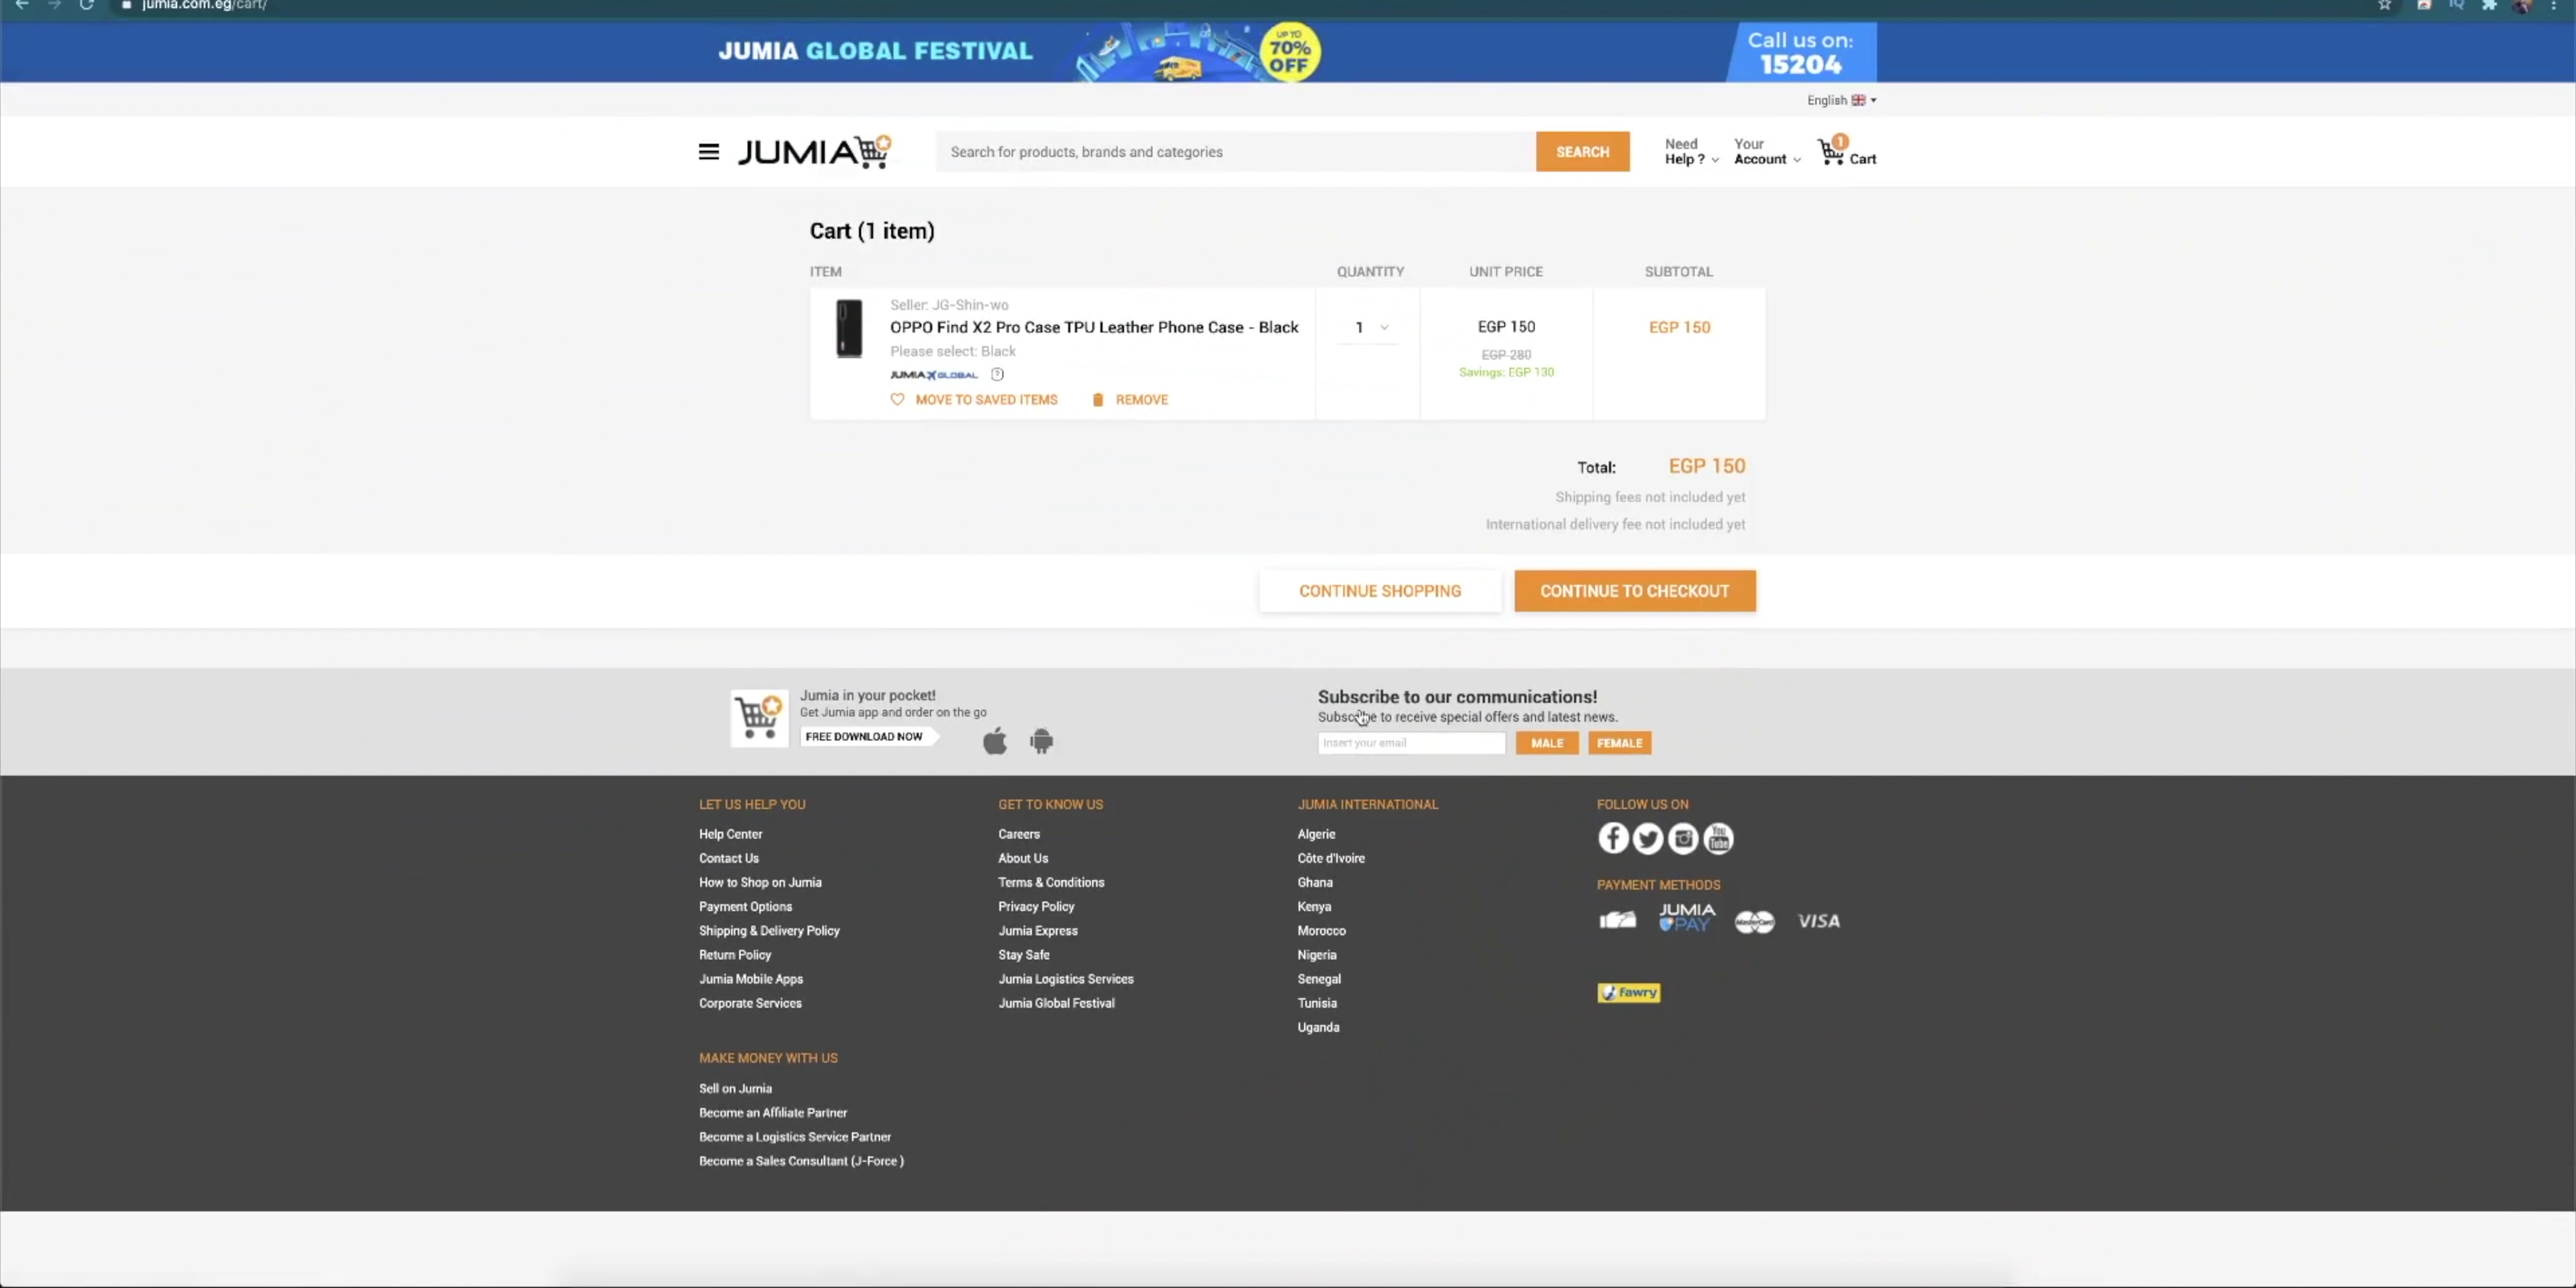 jumia.com.eg/cart/
JUMIA GLOBAL FESTIVAL
UP TO
70%
OFF
Call us on:
15204
English
JUMIA
Search for products, brands and categories
SEARCH
Need
Help ?
Your
Account
1
Cart
Cart (1 item)
ITEM QUANTITY UNIT PRICE SUBTOTAL
Seller: JG-Shin-wo
OPPO Find X2 Pro Case TPU Leather Phone Case - Black
Please select: Black
JUMIA GLOBAL ?
MOVE TO SAVED ITEMS REMOVE
1
EGP 150
EGP 280
Savings: EGP 130
EGP 150
Total: EGP 150
Shipping fees not included yet
International delivery fee not included yet
CONTINUE SHOPPING CONTINUE TO CHECKOUT
Jumia in your pocket!
Get Jumia app and order on the go
FREE DOWNLOAD NOW
Subscribe to our communications!
Subscribe to receive special offers and latest news.
Insert your email MALE FEMALE
LET US HELP YOU
Help Center
Contact Us
How to Shop on Jumia
Payment Options
Shipping & Delivery Policy
Return Policy
Jumia Mobile Apps
Corporate Services
GET TO KNOW US
Careers
About Us
Terms & Conditions
Privacy Policy
Jumia Express
Stay Safe
Jumia Logistics Services
Jumia Global Festival
JUMIA INTERNATIONAL
Algerie
Côte d'Ivoire
Ghana
Kenya
Morocco
Nigeria
Senegal
Tunisia
Uganda
FOLLOW US ON
You
Tube
PAYMENT METHODS
JUMIA
PAY
MasterCard
VISA
Fawry
MAKE MONEY WITH US
Sell on Jumia
Become an Affiliate Partner
Become a Logistics Service Partner
Become a Sales Consultant (J-Force )